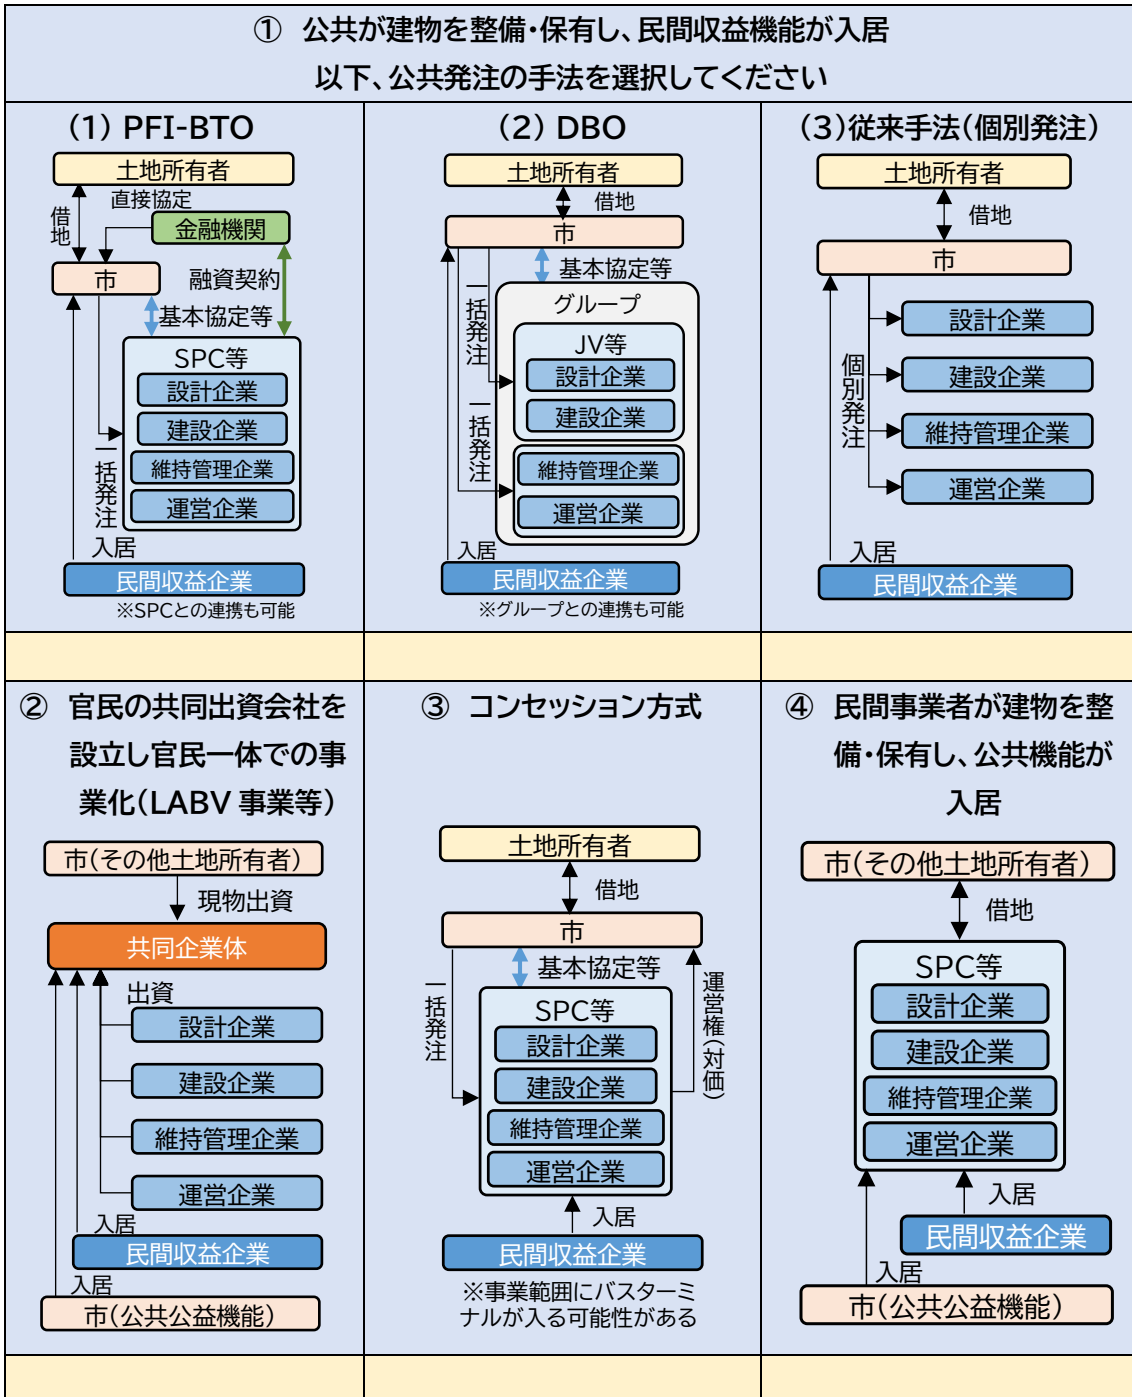 ① 公共が建物を整備・保有し、民間収益機能が入居
以下、公共発注の手法を選択してください
(1) PFI-BTO
土地所有者
直接協定
借地
金融機関
市
融資契約
基本協定等
SPC等
設計企業
建設企業
維持管理企業
運営企業
一括発注
入居
民間収益企業
※SPCとの連携も可能
(2) DBO
土地所有者
借地
市
基本協定等
一括発注
グループ
JV等
設計企業
建設企業
一括発注
維持管理企業
運営企業
入居
民間収益企業
※グループとの連携も可能
(3)従来手法(個別発注)
土地所有者
借地
市
設計企業
個別発注
建設企業
維持管理企業
運営企業
入居
民間収益企業
② 官民の共同出資会社を
設立し官民一体での事
業化(LABV 事業等)
市(その他土地所有者)
現物出資
共同企業体
出資
設計企業
建設企業
維持管理企業
運営企業
入居
民間収益企業
入居
市(公共公益機能)
③ コンセッション方式
土地所有者
借地
市
基本協定等
一括発注
運営権(対価)
SPC等
設計企業
建設企業
維持管理企業
運営企業
入居
民間収益企業
※事業範囲にバスターミ
ナルが入る可能性がある
④ 民間事業者が建物を整
備・保有し、公共機能が
入居
市(その他土地所有者)
借地
SPC等
設計企業
建設企業
維持管理企業
運営企業
入居
民間収益企業
入居
市(公共公益機能)